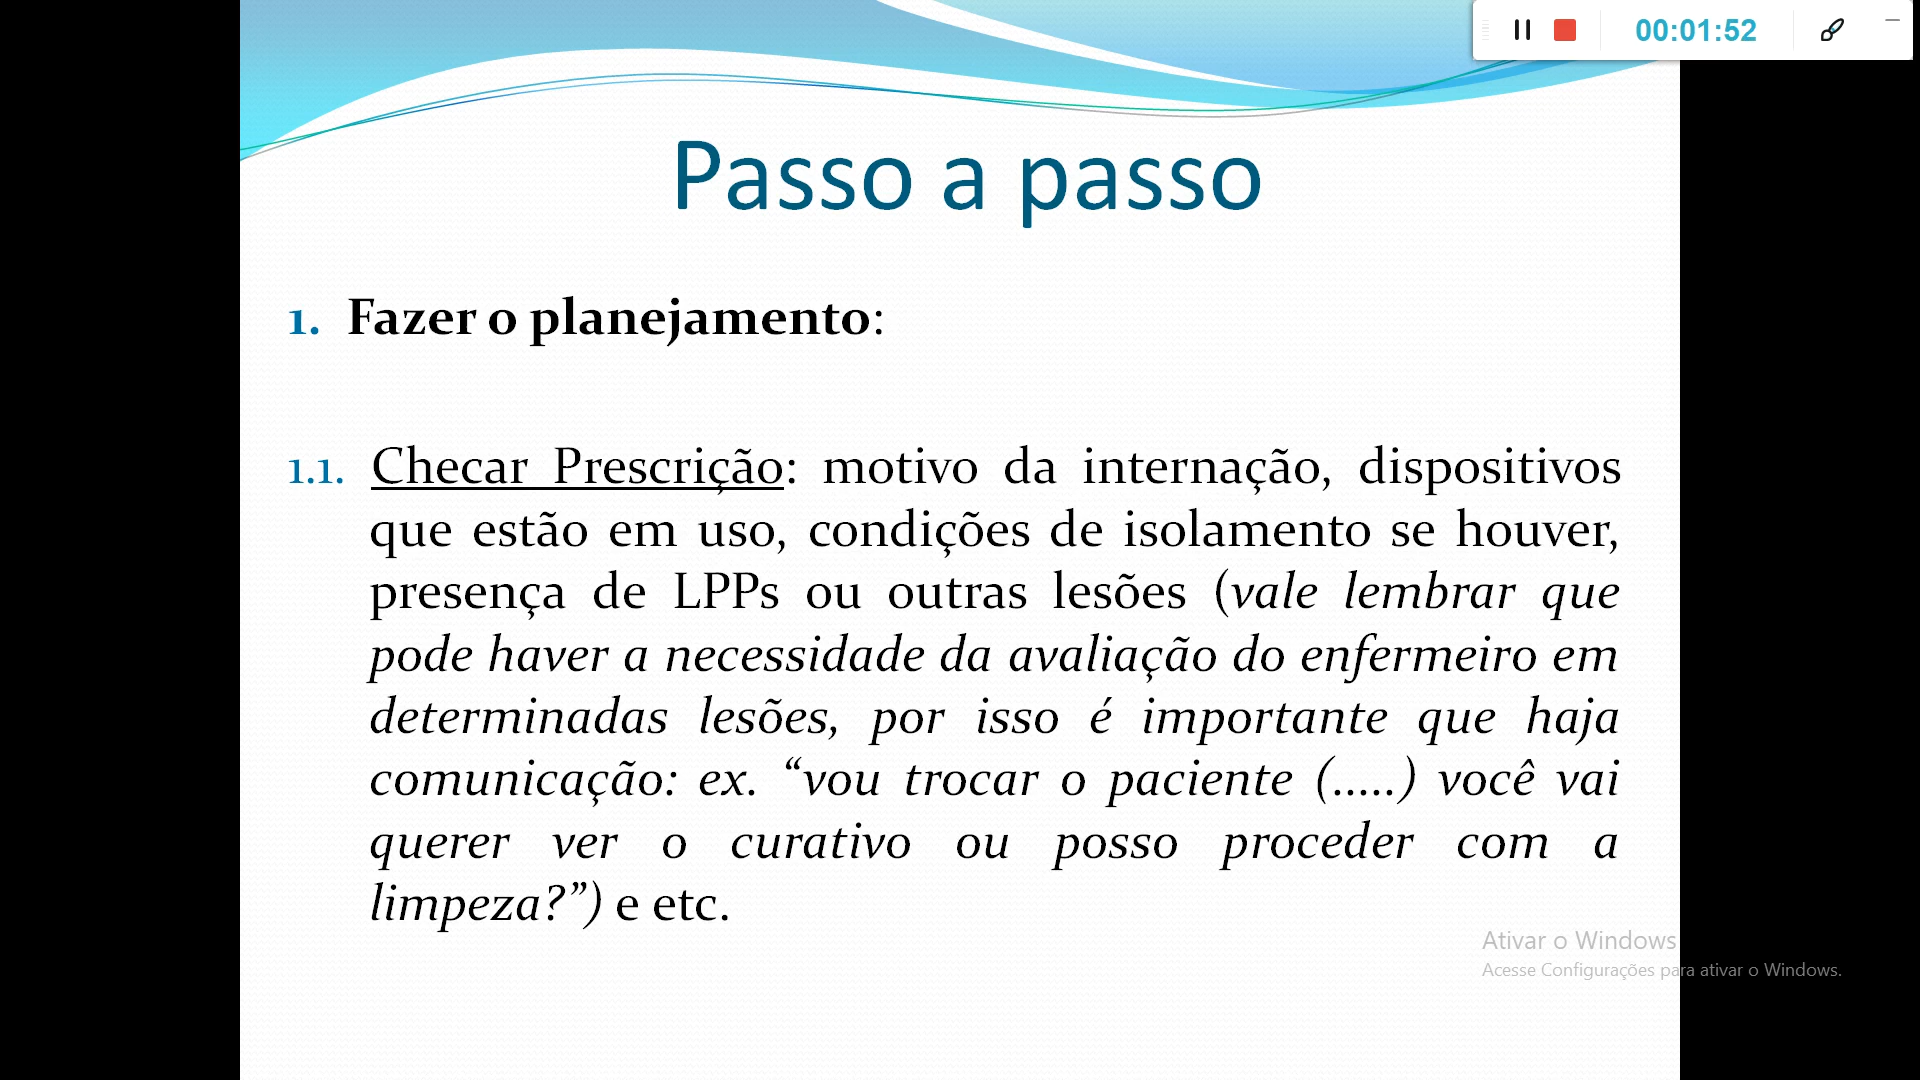 00:01:52
Passo a passo
1. Fazer o planejamento:
1.1. Checar Prescrição: motivo da internação, dispositivos
que estão em uso, condições de isolamento se houver,
presença de LPPs ou outras lesões (vale lembrar que
pode haver a necessidade da avaliação do enfermeiro em
determinadas lesões, por isso é importante que haja
comunicação: ex. “vou trocar o paciente (.....) você vai
querer ver o curativo ou posso proceder com a
limpeza?”) e etc.
Ativar o Windows
Acesse Configurações para ativar o Windows.